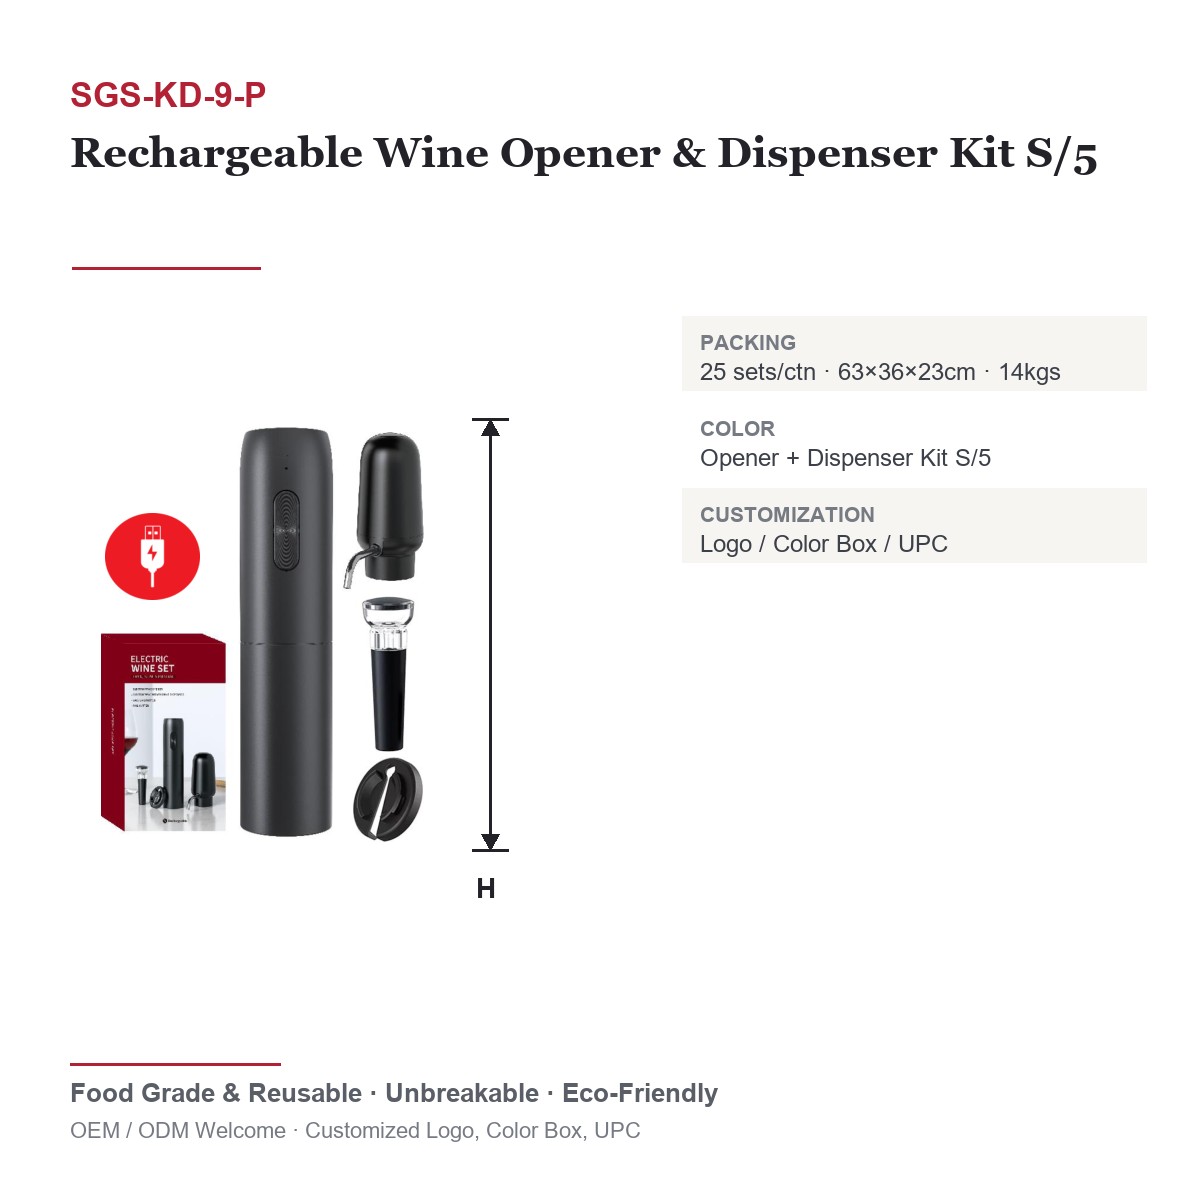 SGS-KD-9-P
Rechargeable Wine Opener & Dispenser Kit S/5
PACKING
25 sets/ctn · 63×36×23cm · 14kgs
COLOR
Opener + Dispenser Kit S/5
CUSTOMIZATION
Logo / Color Box / UPC
ELECTRIC
WINE SET
H
Food Grade & Reusable · Unbreakable · Eco-Friendly
OEM / ODM Welcome · Customized Logo, Color Box, UPC